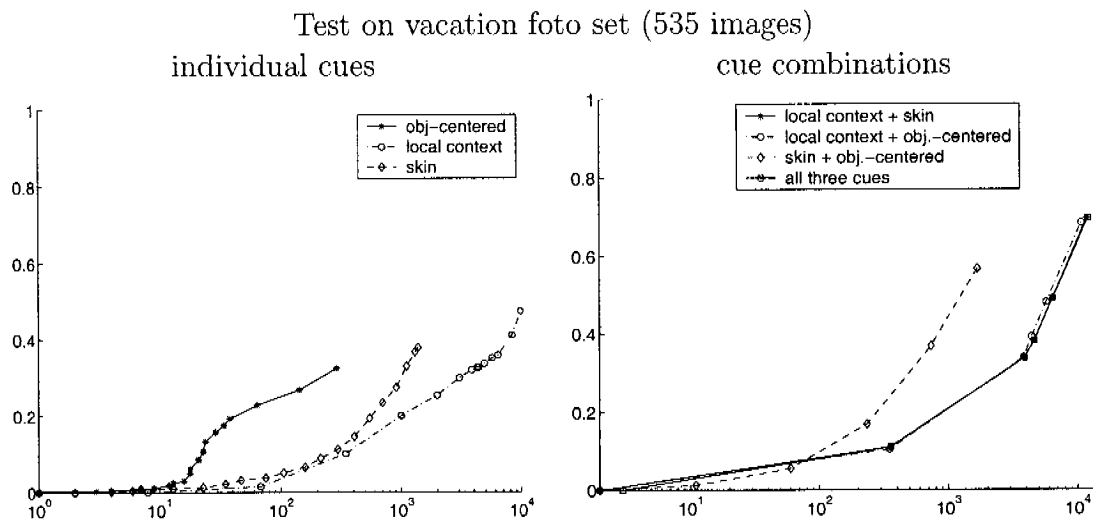 Test on vacation foto set (535 images)
individual cues
cue combinations
1
0.8
0.6
0.4
0.2
0
10^0
10^1
10^2
10^3
10^4
obj-centered
local context
skin
1
0.8
0.6
0.4
0.2
0
10^1
10^2
10^3
10^4
local context + skin
local context + obj.-centered
skin + obj.-centered
all three cues